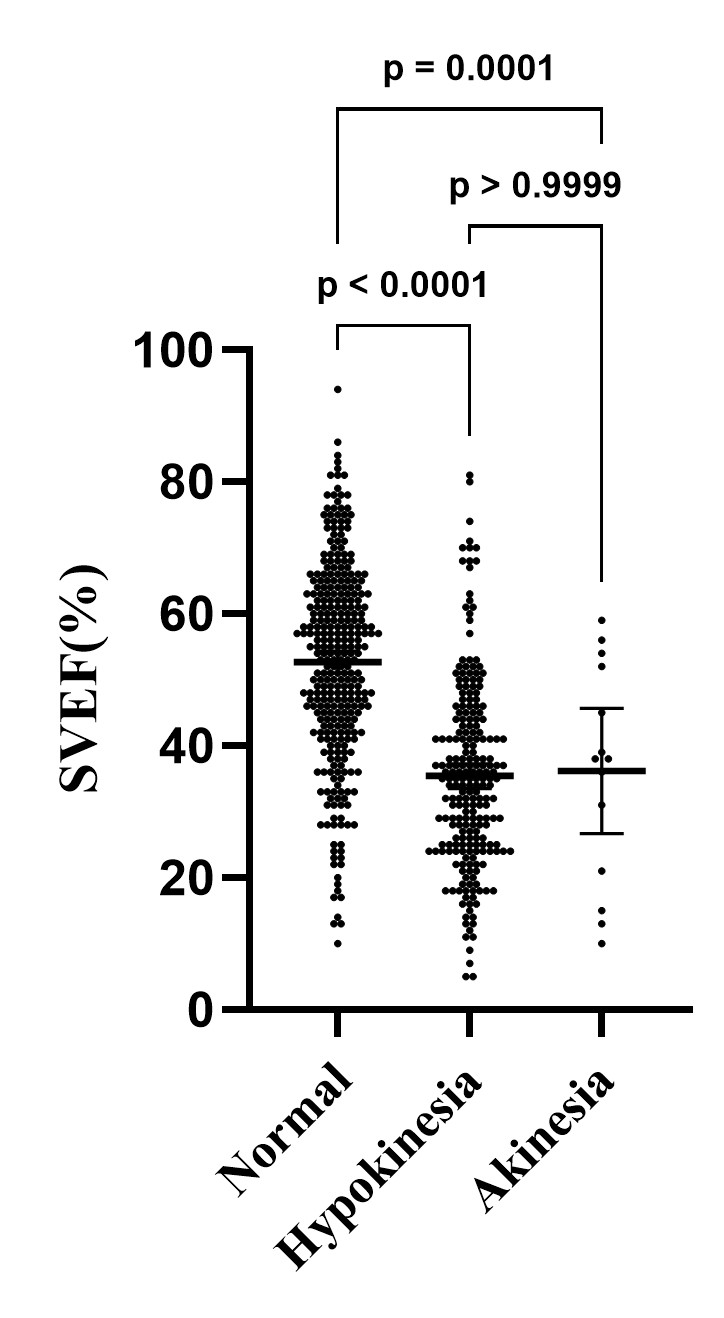 p = 0.0001
p > 0.9999
p < 0.0001
100
80
60
40
20
0
SVEF(%)
Normal
Hypokinesia
Akinesia